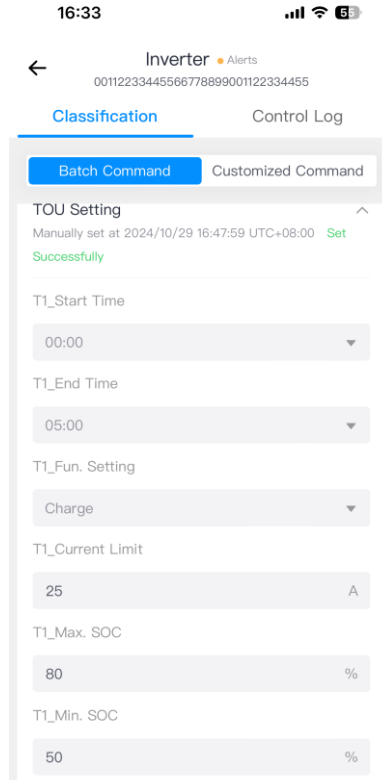 16:33
55
Inverter Alerts
00112233445566778899001122334455
Classification Control Log
Batch Command Customized Command
TOU Setting
Manually set at 2024/10/29 16:47:59 UTC+08:00 Set
Successfully
T1_Start Time
00:00
T1_End Time
05:00
T1_Fun. Setting
Charge
T1_Current Limit
25 A
T1_Max. SOC
80 %
T1_Min. SOC
50 %